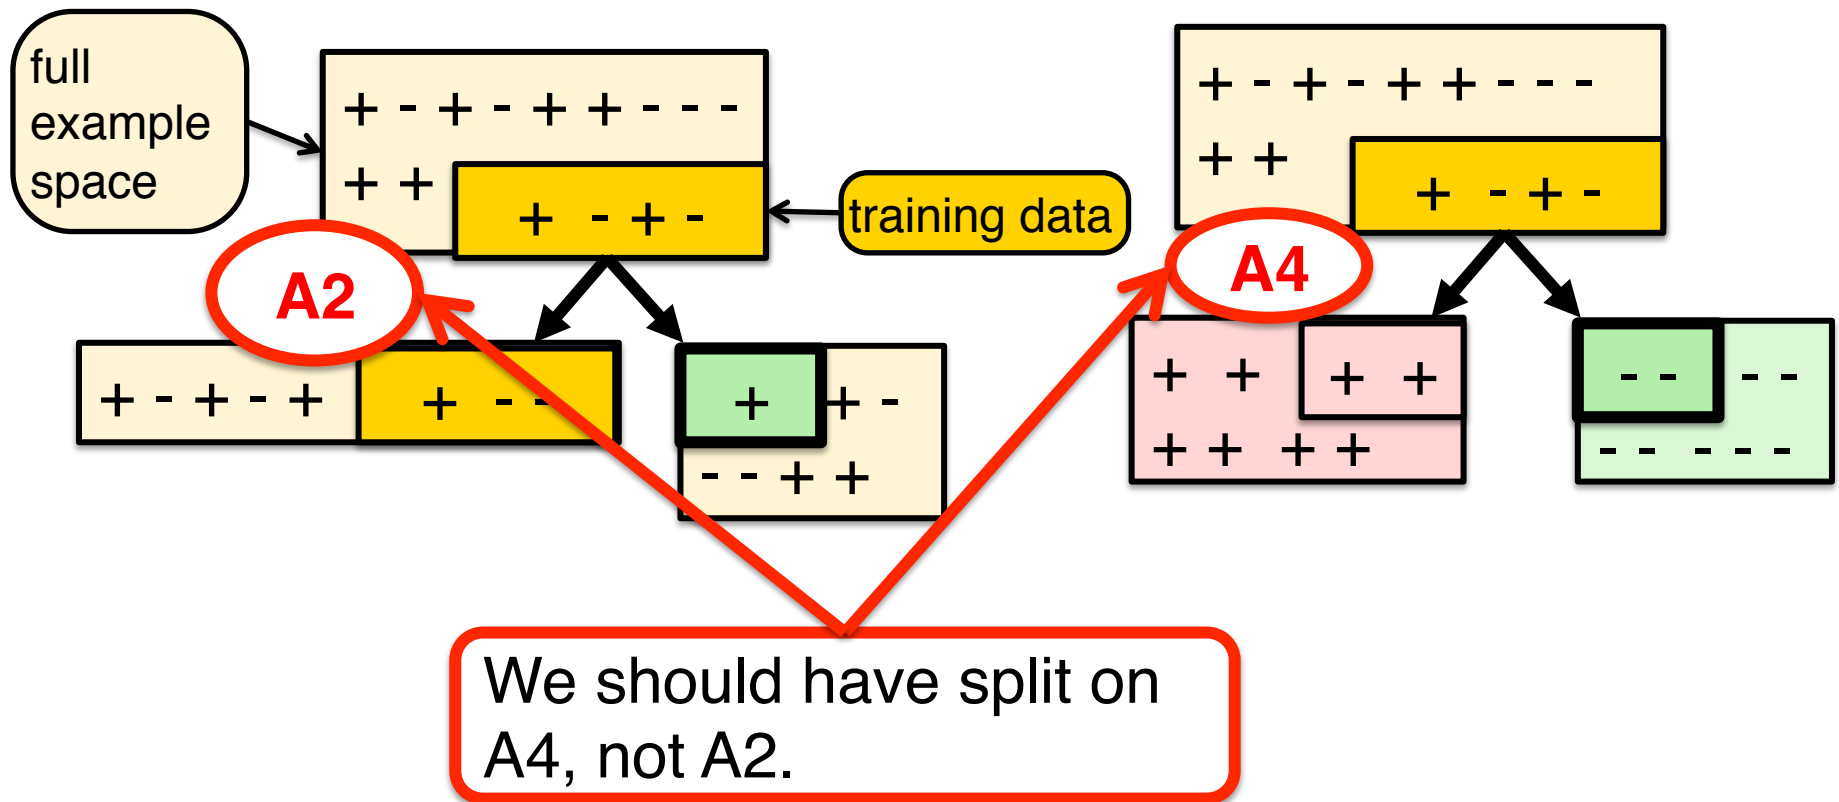 full
example
space
+ - + - + + - - -
+ +
+ - + -
training data
A2
+ - + - +
+ - -
+
+ -
- - + +
+ - + - + + - - -
+ +
+ - + -
A4
+ +
+ +
+ + + +
- -
- -
- - - - -
We should have split on
A4, not A2.